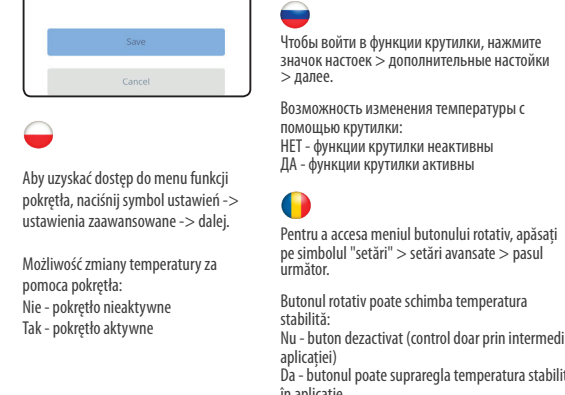 Save
Cancel
Aby uzyskać dostęp do menu funkcji
pokrętła, naciśnij symbol ustawień ->
ustawienia zaawansowane -> dalej.
Możliwość zmiany temperatury za
pomoca pokrętła:
Nie - pokrętło nieaktywne
Tak - pokrętło aktywne
Чтобы войти в функции крутилки, нажмите
значок настоек > дополнительные настойки
> далее.
Возможность изменения температуры с
помощью крутилки:
НЕТ - функции крутилки неактивны
ДА - функции крутилки активны
Pentru a accesa meniul butonului rotativ, apăsați
pe simbolul "setări" > setări avansate > pasul
următor.
Butonul rotativ poate schimba temperatura
stabilită:
Nu - buton dezactivat (control doar prin intermedi
aplicației)
Da - butonul poate supraregla temperatura stabilit
în aplicație